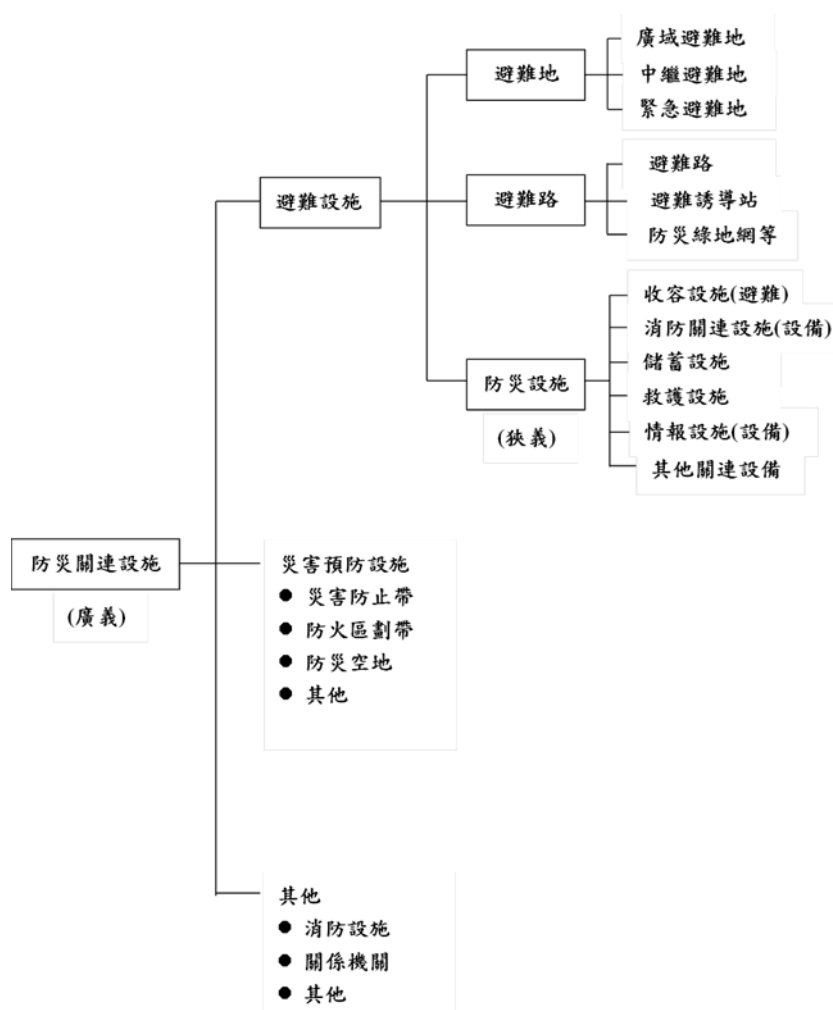 防災關連設施
(廣義)
避難設施
避難地
廣域避難地
中繼避難地
緊急避難地
避難路
避難路
避難誘導站
防災綠地網等
防災設施
(狹義)
收容設施(避難)
消防關連設施(設備)
儲蓄設施
救護設施
情報設施(設備)
其他關連設備
災害預防設施
● 災害防止帶
● 防火區劃帶
● 防災空地
● 其他
其他
● 消防設施
● 關係機關
● 其他